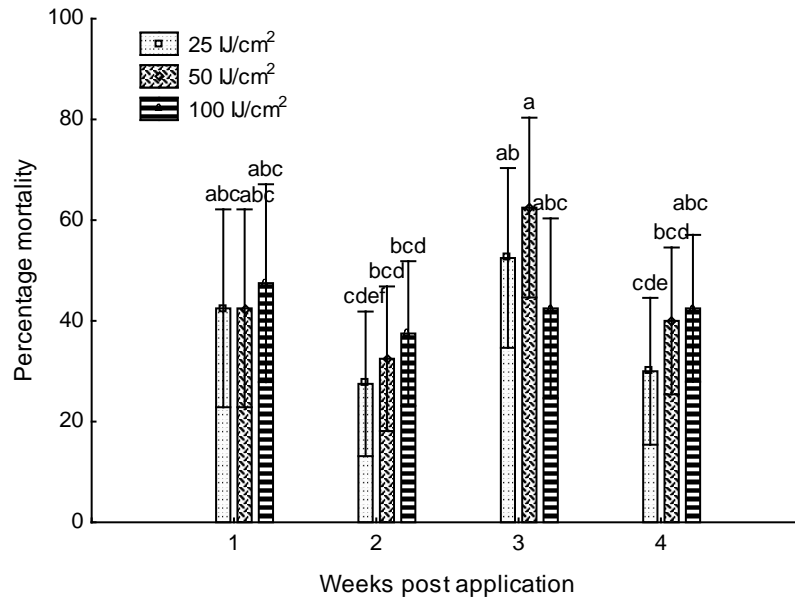 100
80
60
40
20
0
Percentage mortality
25 IJ/cm²
50 IJ/cm²
100 IJ/cm²
abc abc abc
cdef bcd bcd
ab a abc
cde bcd abc
1 2 3 4
Weeks post application